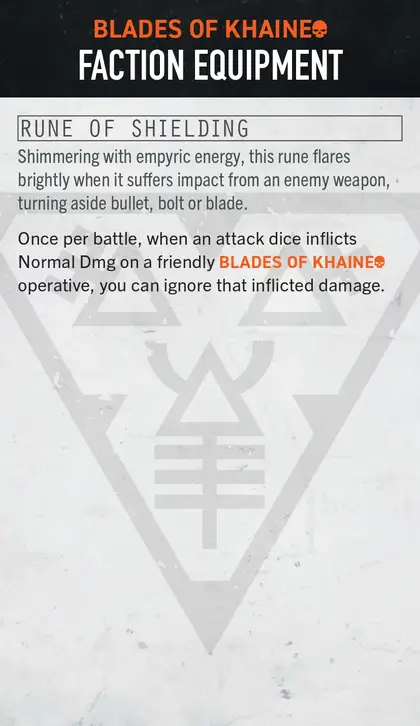 BLADES OF KHAINE
FACTION EQUIPMENT
RUNE OF SHIELDING
Shimmering with empyric energy, this rune flares
brightly when it suffers impact from an enemy weapon,
turning aside bullet, bolt or blade.
Once per battle, when an attack dice inflicts
Normal Dmg on a friendly BLADES OF KHAINE
operative, you can ignore that inflicted damage.